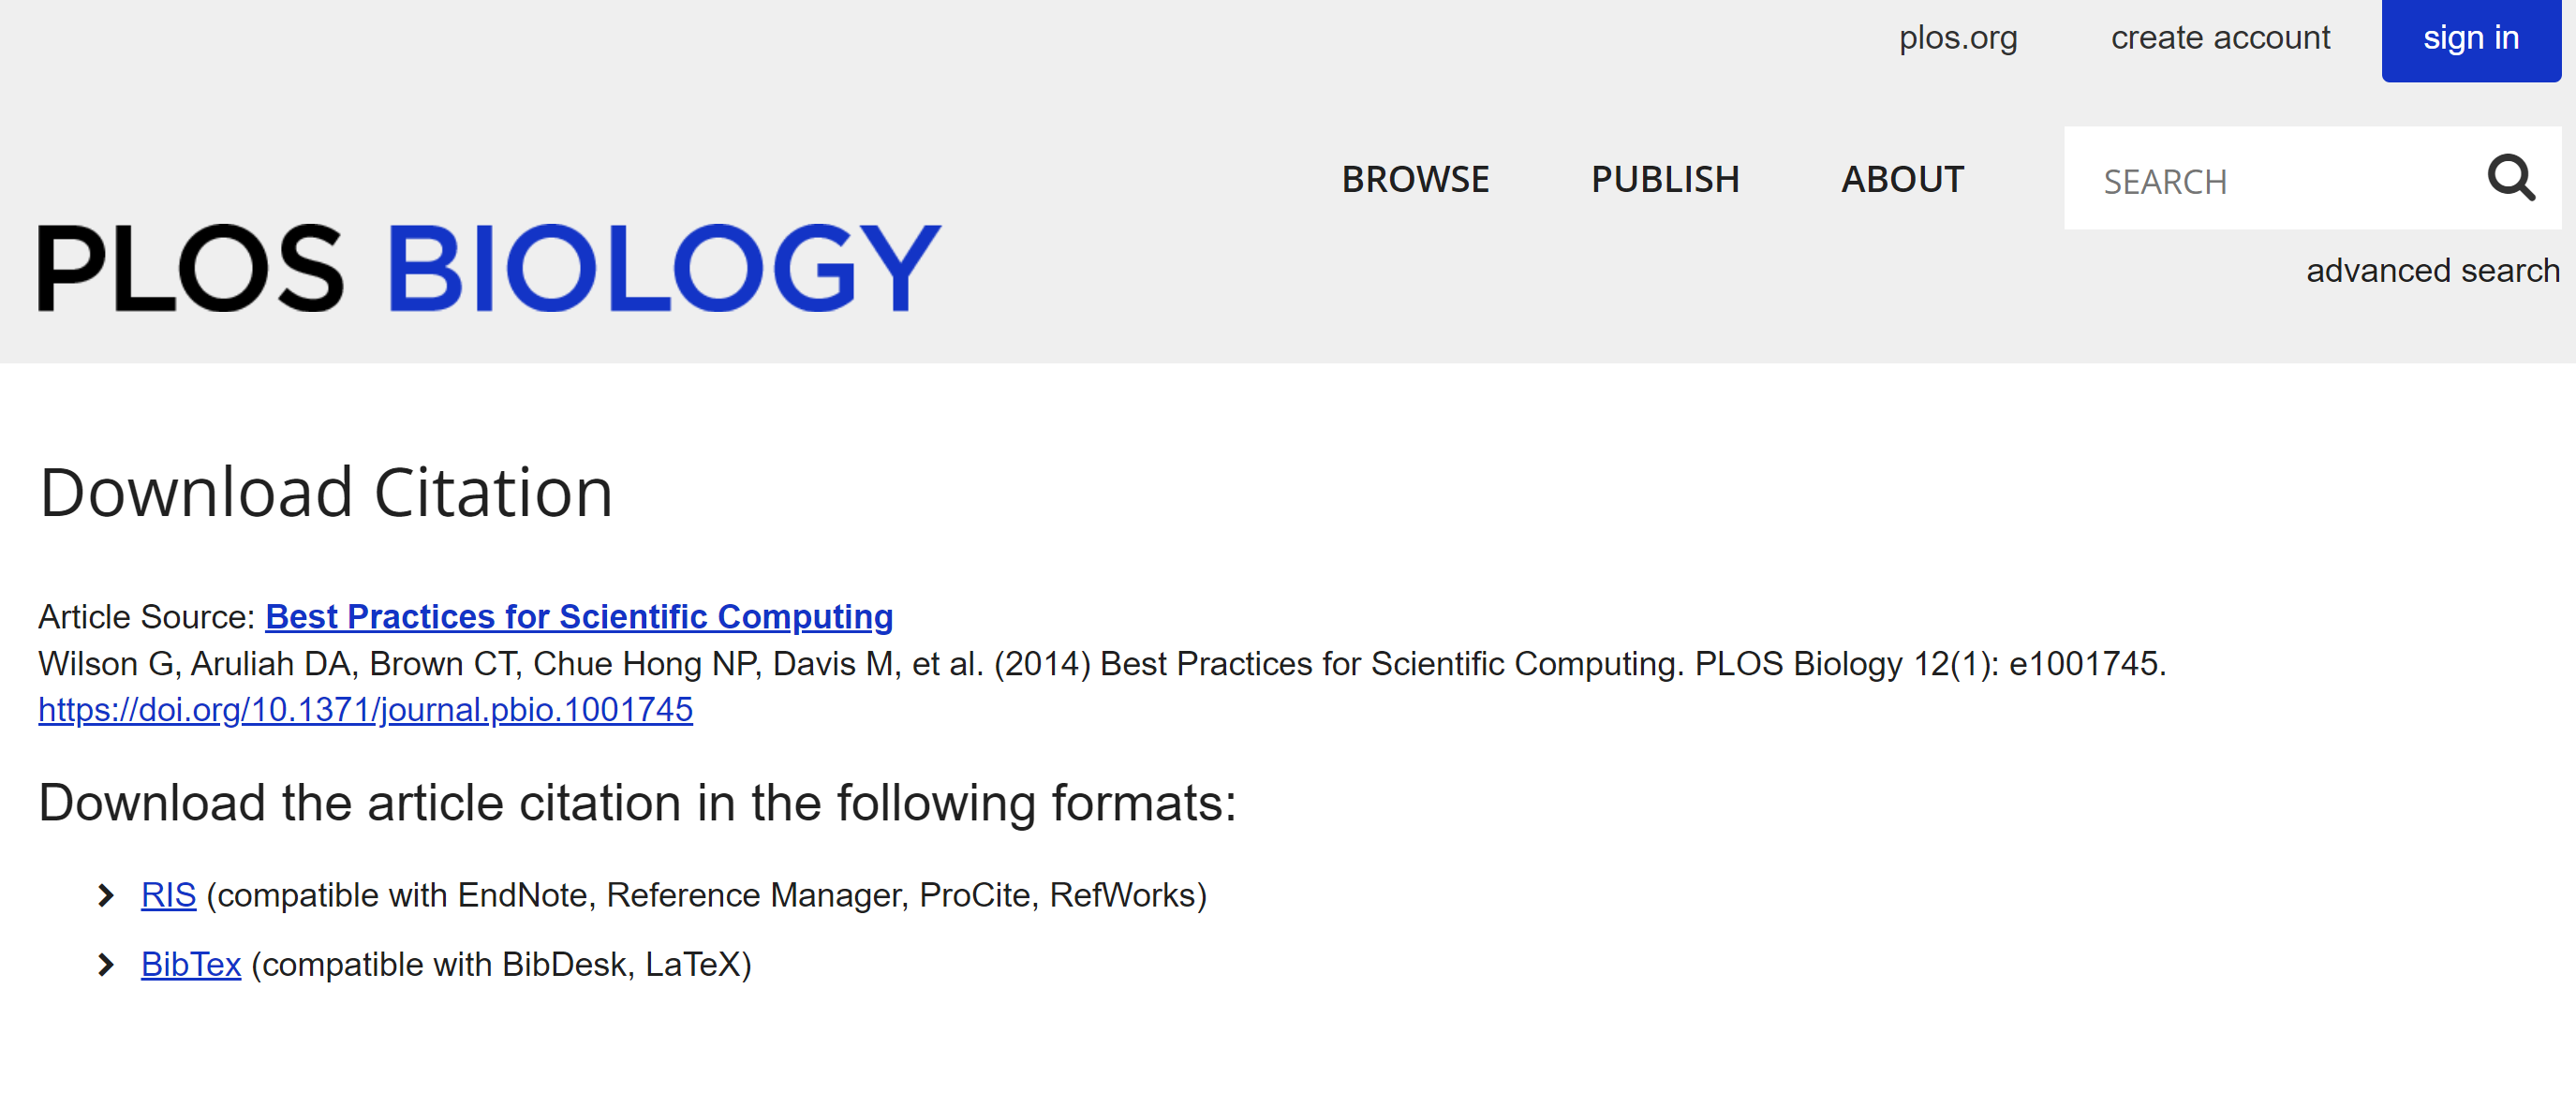 plos.org create account sign in
BROWSE PUBLISH ABOUT SEARCH
PLOS BIOLOGY
advanced search
Download Citation
Article Source: Best Practices for Scientific Computing
Wilson G, Aruliah DA, Brown CT, Chue Hong NP, Davis M, et al. (2014) Best Practices for Scientific Computing. PLOS Biology 12(1): e1001745.
https://doi.org/10.1371/journal.pbio.1001745
Download the article citation in the following formats:
RIS (compatible with EndNote, Reference Manager, ProCite, RefWorks)
BibTex (compatible with BibDesk, LaTeX)